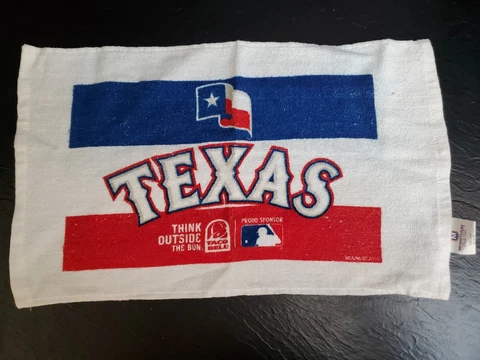 TEXAS
THINK
OUTSIDE
THE BUN.
TACO
BELL
PROUD SPONSOR